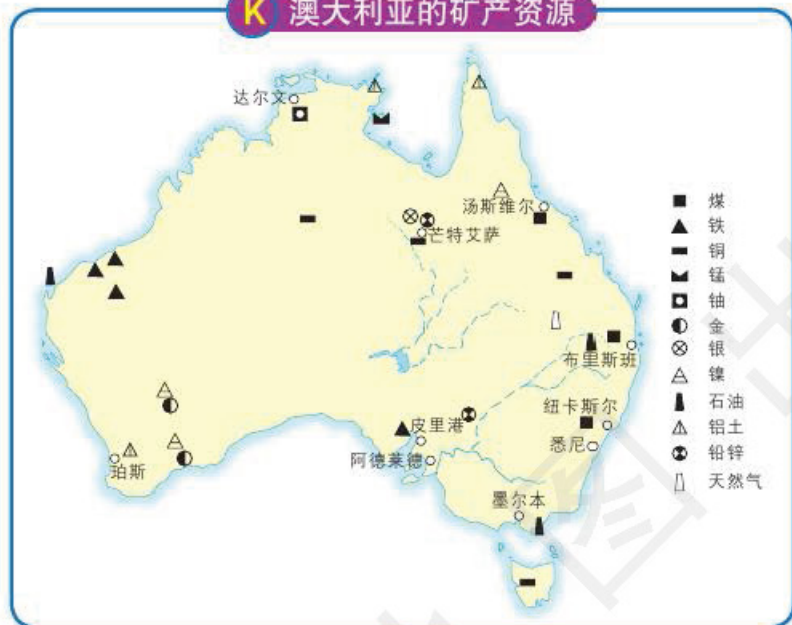 K 澳大利亚的矿产资源
达尔文
汤斯维尔
芒特艾萨
布里斯班
纽卡斯尔
皮里港
悉尼
阿德莱德
珀斯
墨尔本
煤
铁
铜
锰
铀
金
银
镍
石油
铝土
铅锌
天然气
图